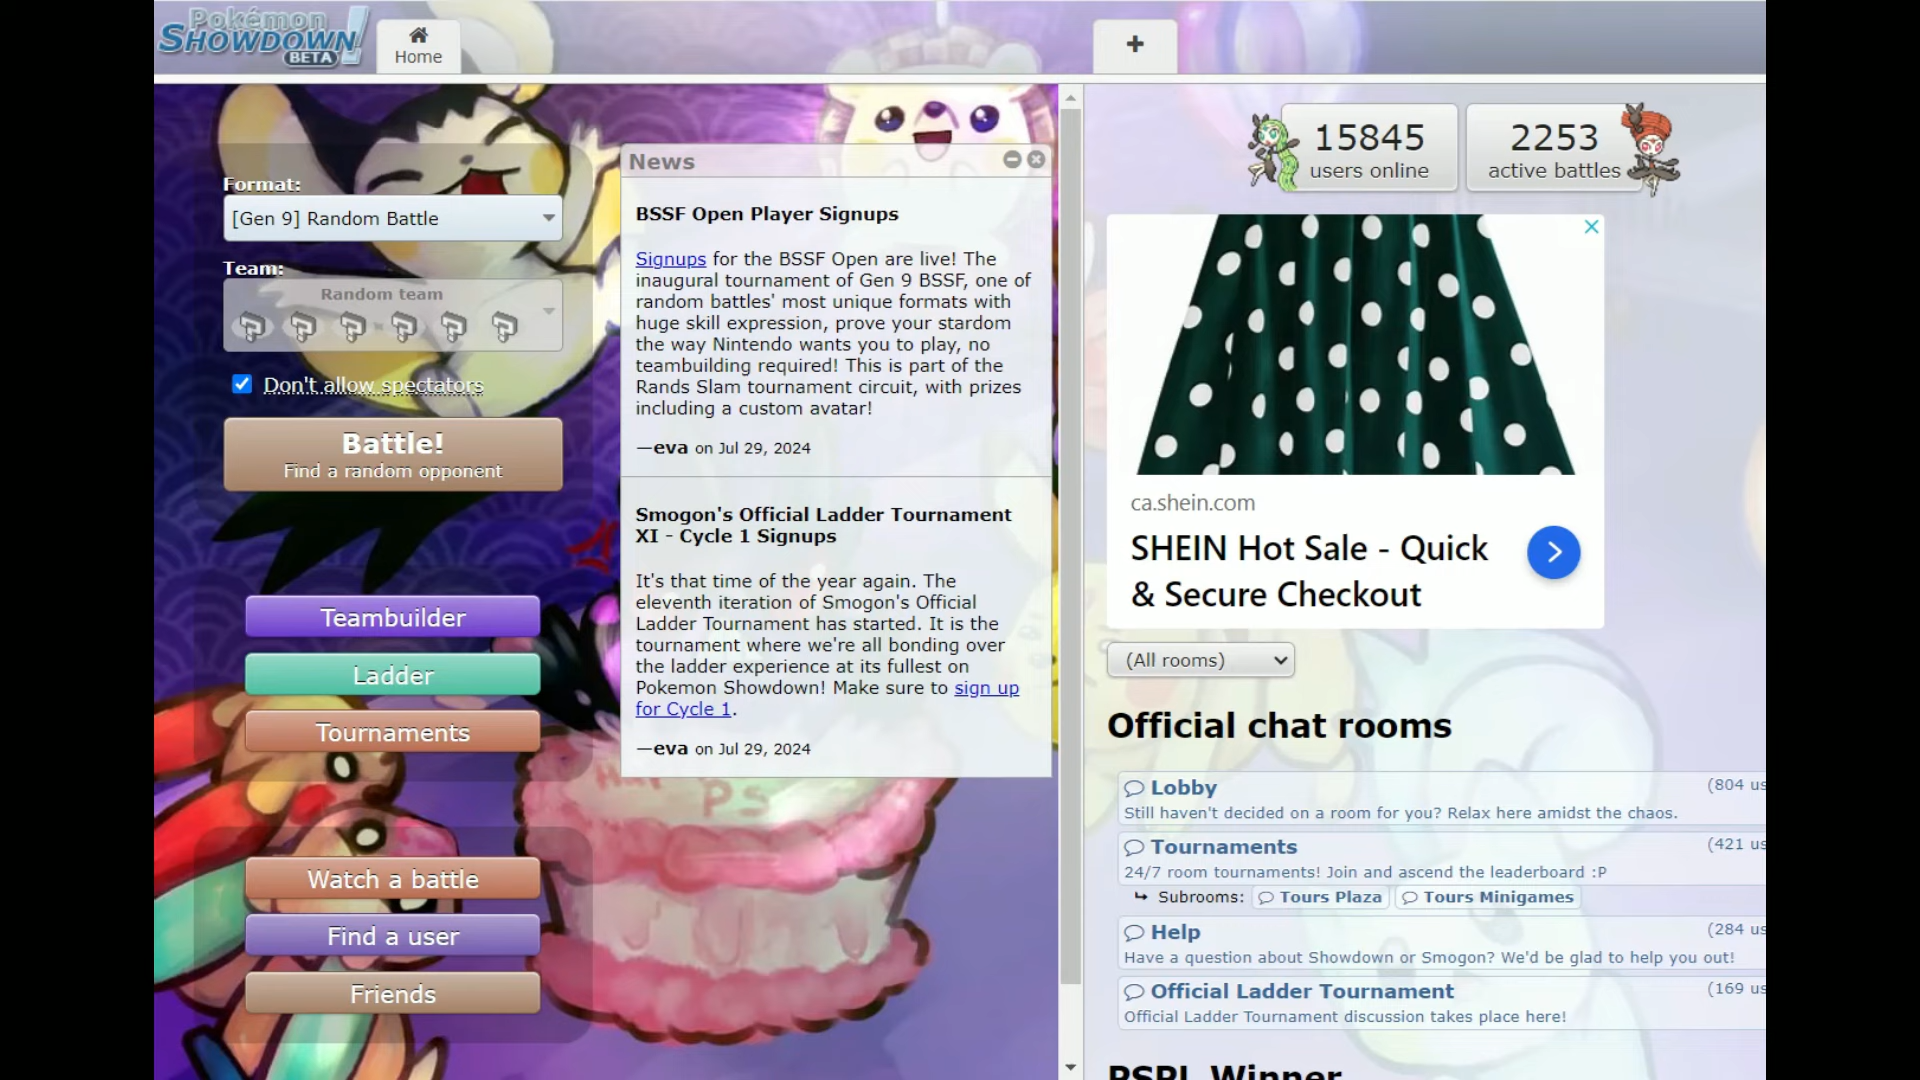 Pokémon
SHOWDOWN!
BETA
Home
Format:
[Gen 9] Random Battle
Team:
Random team
Don't allow spectators
Battle!
Find a random opponent
Teambuilder
Ladder
Tournaments
Watch a battle
Find a user
Friends
News
BSSF Open Player Signups
Signups for the BSSF Open are live! The
inaugural tournament of Gen 9 BSSF, one of
random battles' most unique formats with
huge skill expression, prove your stardom
the way Nintendo wants you to play, no
teambuilding required! This is part of the
Rands Slam tournament circuit, with prizes
including a custom avatar!
—eva on Jul 29, 2024
Smogon's Official Ladder Tournament
XI - Cycle 1 Signups
It's that time of the year again. The
eleventh iteration of Smogon's Official
Ladder Tournament has started. It is the
tournament where we're all bonding over
the ladder experience at its fullest on
Pokemon Showdown! Make sure to sign up
for Cycle 1.
—eva on Jul 29, 2024
PS
15845
users online
2253
active battles
ca.shein.com
SHEIN Hot Sale - Quick
& Secure Checkout
(All rooms)
Official chat rooms
Lobby (804 us
Still haven't decided on a room for you? Relax here amidst the chaos.
Tournaments (421 us
24/7 room tournaments! Join and ascend the leaderboard :P
Subrooms: Tours Plaza Tours Minigames
Help (284 us
Have a question about Showdown or Smogon? We'd be glad to help you out!
Official Ladder Tournament (169 us
Official Ladder Tournament discussion takes place here!
PSPL Winner